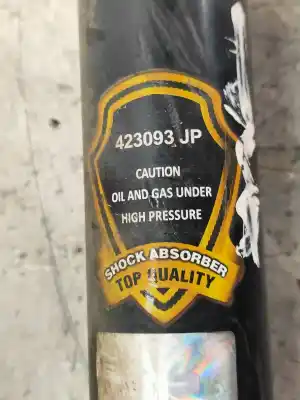 423093 JP
CAUTION
OIL AND GAS UNDER
HIGH PRESSURE
SHOCK ABSORBER
TOP QUALITY